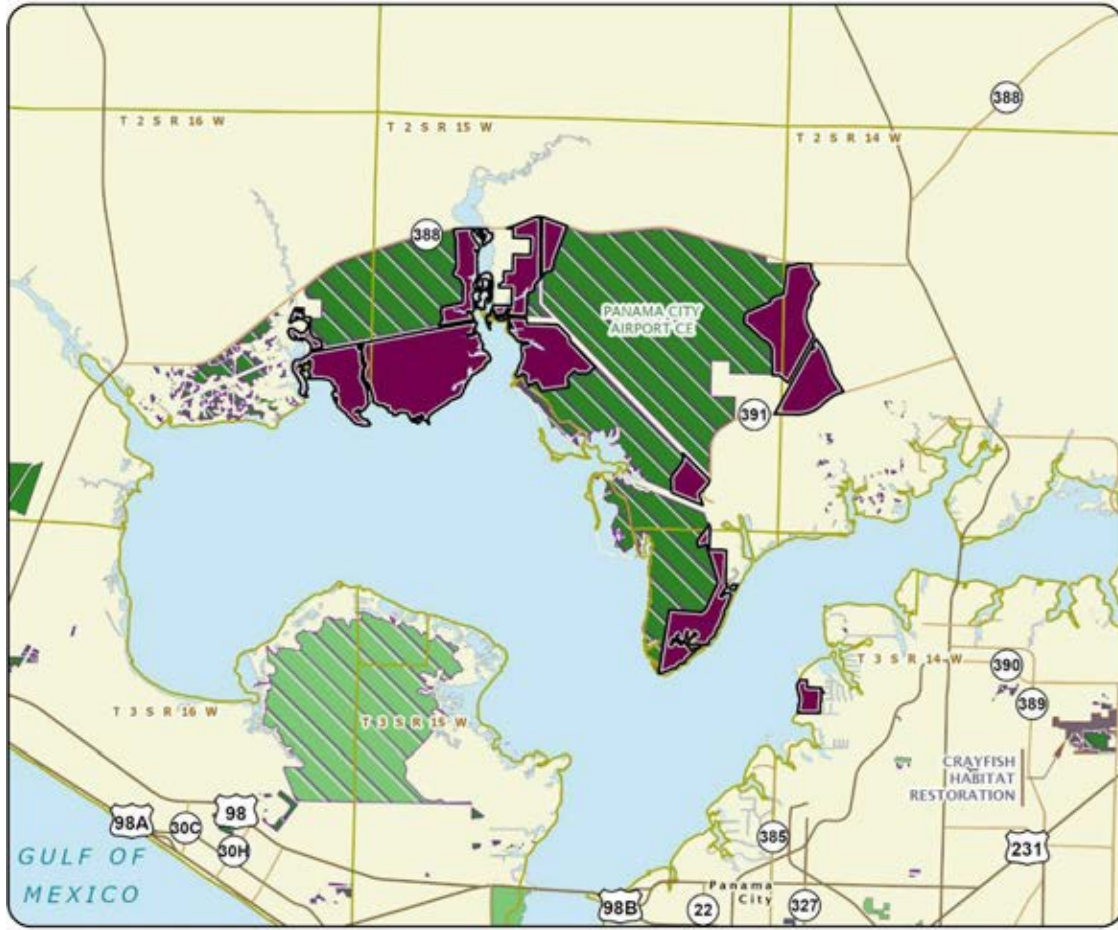 388
T 2 S R 16 W
T 2 S R 15 W
T 2 S R 14 W
388
PANAMA CITY
AIRPORT CE
391
T 3 S R 14 W
390
389
T 3 S R 16 W
T 3 S R 15 W
CRAYFISH
HABITAT
RESTORATION
98
98A
30C
30H
385
231
GULF OF
MEXICO
Panama
City
98B
22
327